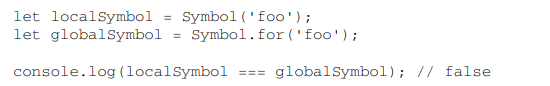 let localSymbol = Symbol('foo');
let globalSymbol = Symbol.for('foo');
console.log(localSymbol === globalSymbol); // false